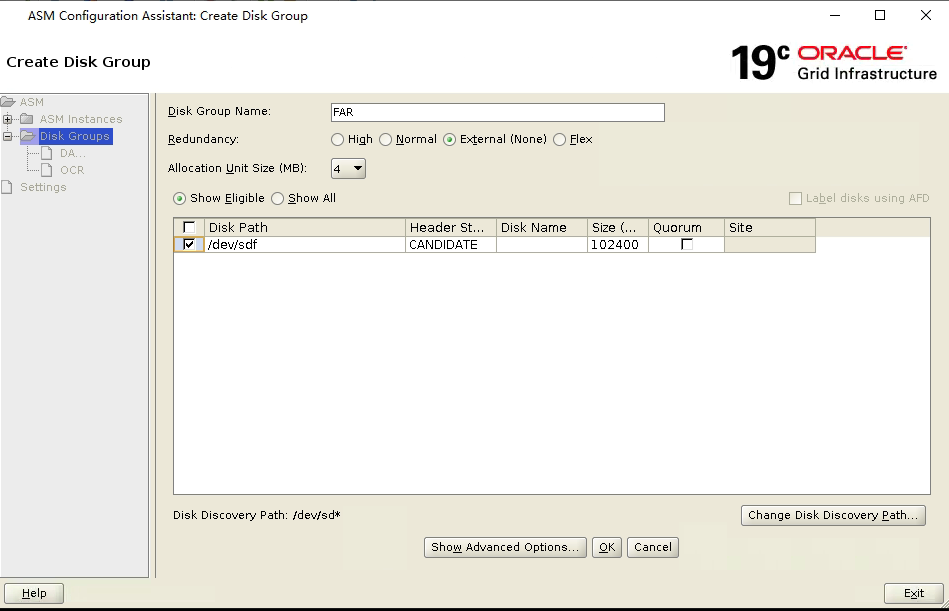 ASM Configuration Assistant: Create Disk Group
Create Disk Group
19c ORACLE
Grid Infrastructure
ASM
ASM Instances
Disk Groups
DA...
OCR
Settings
Disk Group Name: FAR
Redundancy: High Normal External (None) Flex
Allocation Unit Size (MB): 4
Show Eligible Show All Label disks using AFD
Disk Path Header St... Disk Name Size (... Quorum Site
/dev/sdf CANDIDATE 102400
Disk Discovery Path: /dev/sd* Change Disk Discovery Path...
Show Advanced Options... OK Cancel
Help Exit